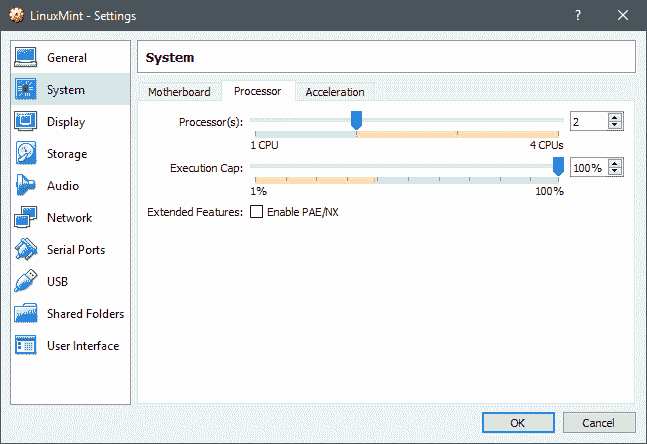 LinuxMint - Settings
?
General
System
Display
Storage
Audio
Network
Serial Ports
USB
Shared Folders
User Interface
System
Motherboard Processor Acceleration
Processor(s): 2
1 CPU 4 CPUs
Execution Cap: 100%
1% 100%
Extended Features: Enable PAE/NX
OK Cancel